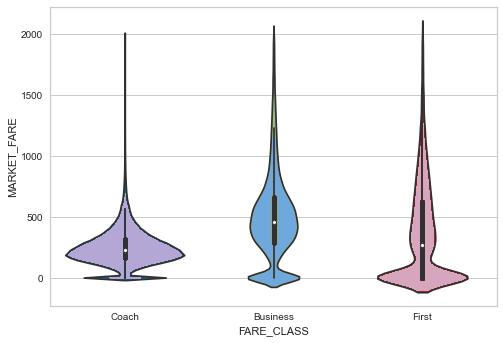 2000
1500
1000
500
0
MARKET_FARE
Coach Business First
FARE_CLASS